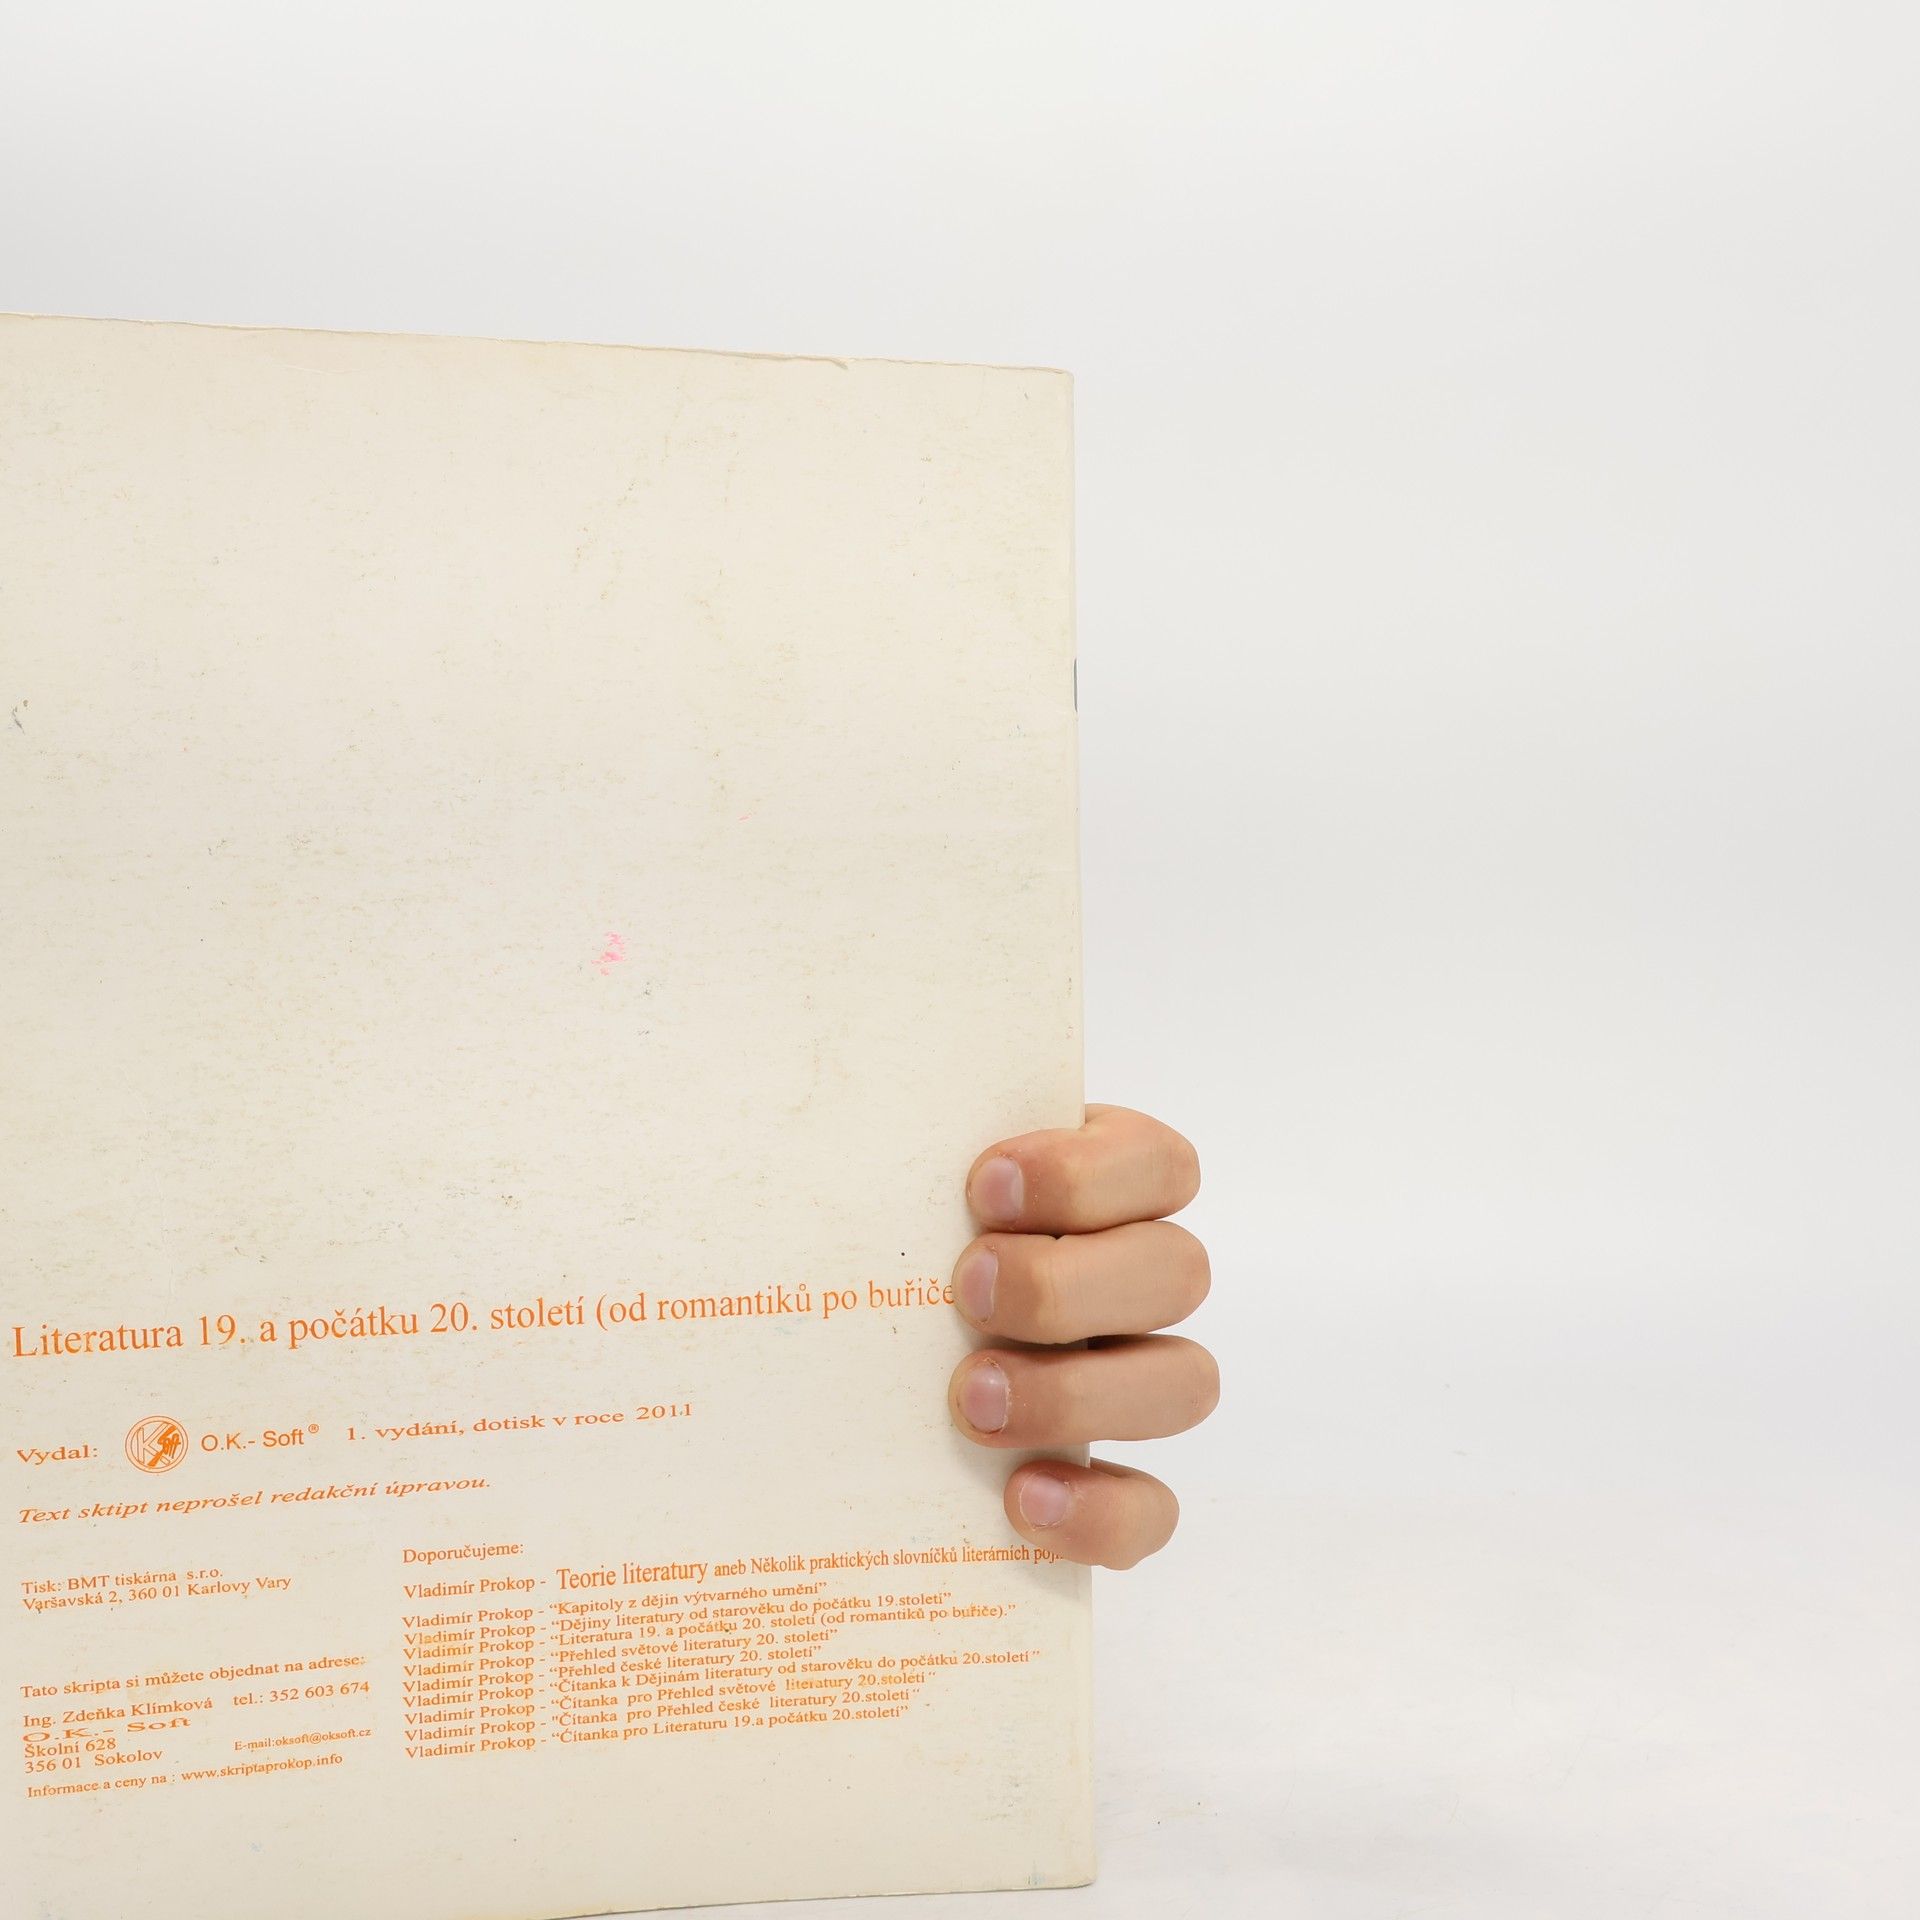 Literatura 19. a počátku 20. století (od romantiků po buřiče
Vydal: O.K.- Soft® 1. vydání, dotisk v roce 2011
Text sktipt neprošel redakční úpravou.
Tisk: BMT tiskárna s.r.o.
Varšavská 2, 360 01 Karlovy Vary
Tato skripta si můžete objednat na adrese:
Ing. Zdeňka Klímková tel.: 352 603 674
O.K.- Soft
Školní 628
E-mail:oksoft@oksoft.cz
356 01 Sokolov
Informace a ceny na : www.skriptaprokop.info
Doporučujeme:
Vladimír Prokop - Teorie literatury aneb Několik praktických slovníčků literárních
Vladimír Prokop - “Kapitoly z dějin výtvarného umění”
Vladimír Prokop - “Dějiny literatury od starověku do počátku 19.století”
Vladimír Prokop - “Literatura 19. a počátku 20. století (od romantiků po buřiče).”
Vladimír Prokop - “Přehled světové literatury 20. století”
Vladimír Prokop - “Přehled české literatury 20. století”
Vladimír Prokop - “Čítanka k Dějinám literatury od starověku do počátku 20.století”
Vladimír Prokop - “Čítanka pro Přehled světové literatury 20.století“
Vladimír Prokop - "Čítanka pro Přehled české literatury 20.století“
Vladimír Prokop - “Čítanka pro Literaturu 19.a počátku 20.století”